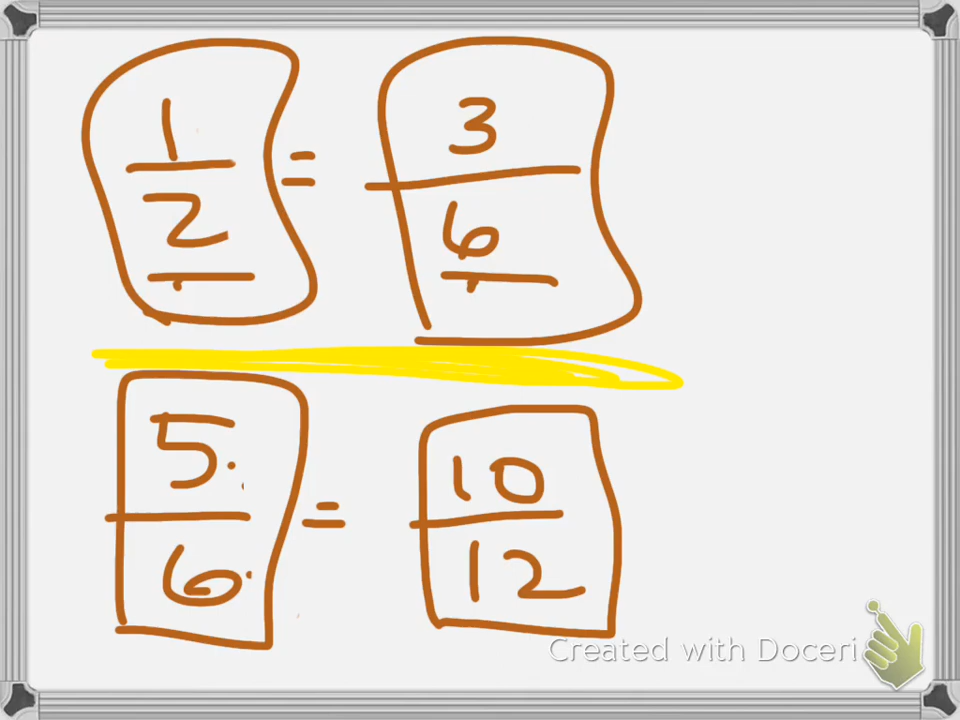 1/2 = 3/6
5/6 = 10/12
Created with Doceri